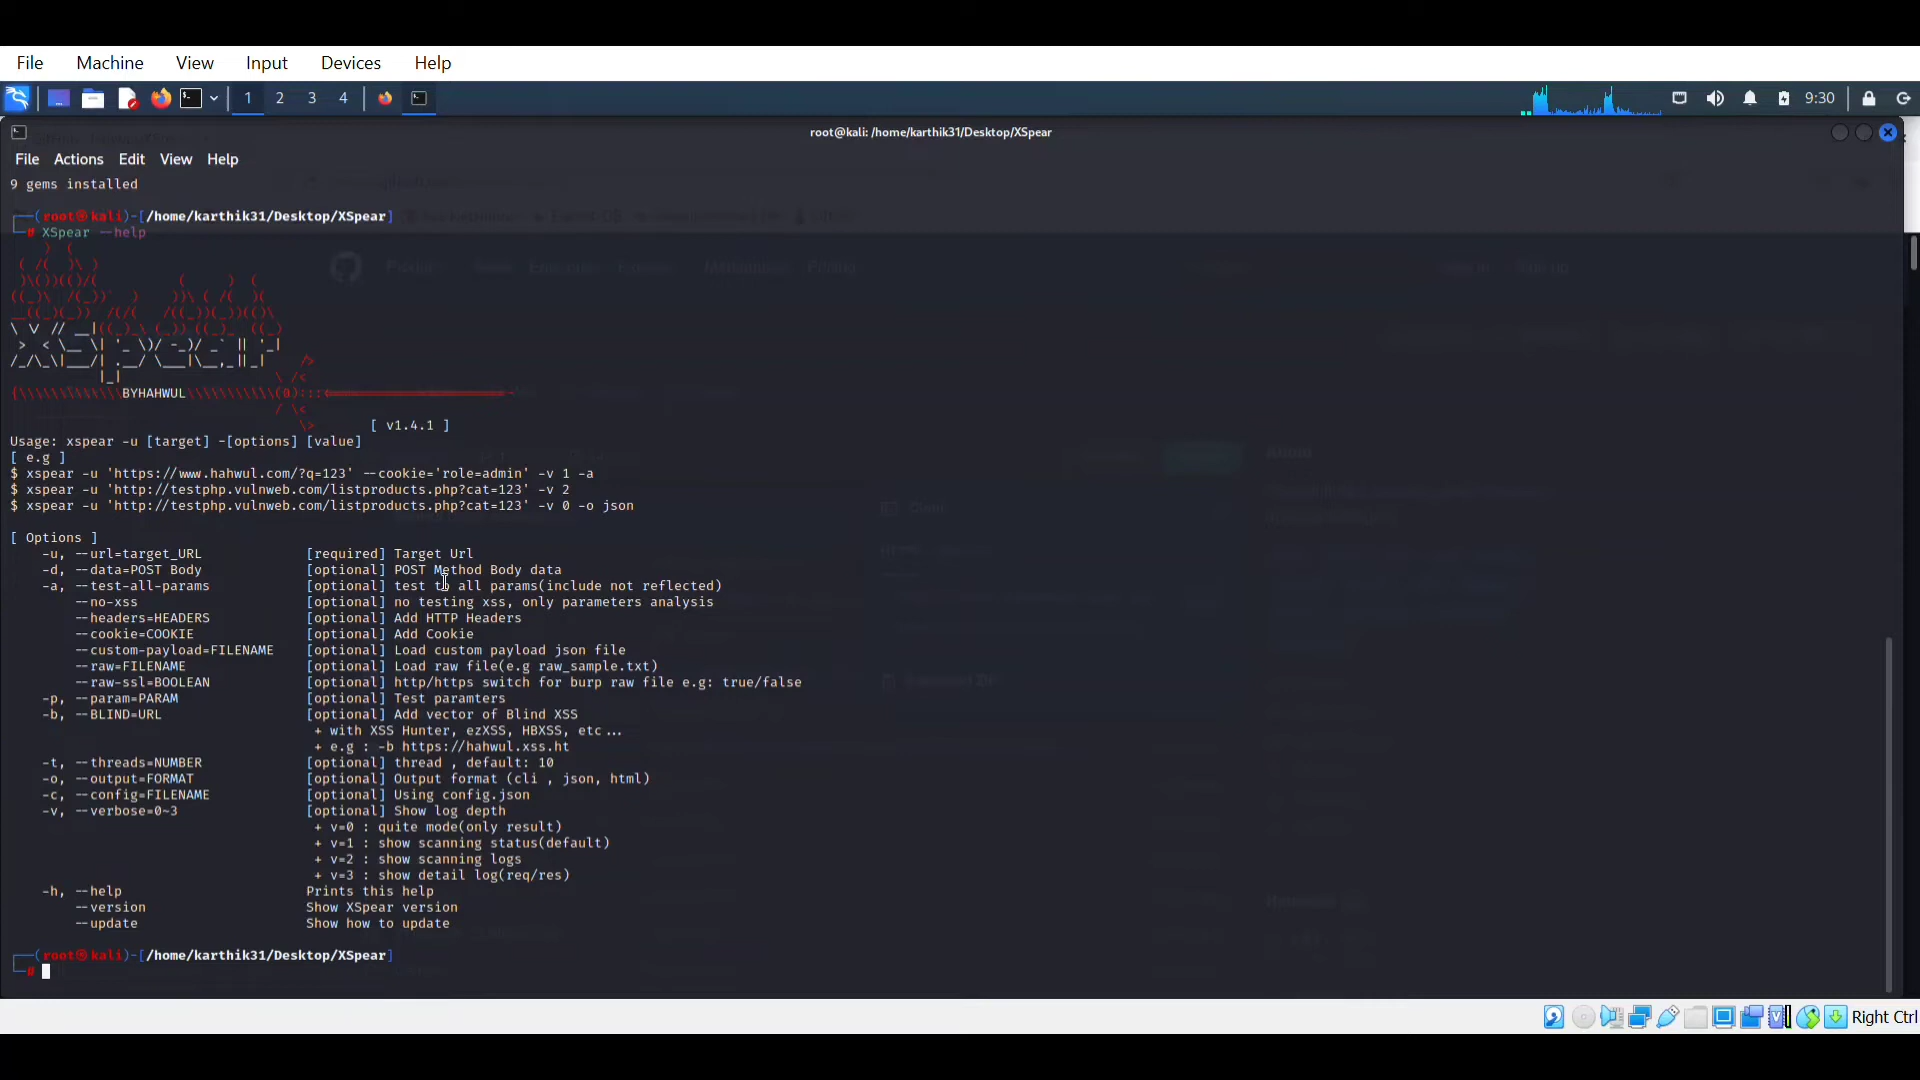 File Machine View Input Devices Help
1 2 3 4 9:30
root@kali: /home/karthik31/Desktop/XSpear
File Actions Edit View Help
9 gems installed
(root㉿kali)-[/home/karthik31/Desktop/XSpear]
# XSpear --help
BYHAHWUL
[ v1.4.1 ]
Usage: xspear -u [target] -[options] [value]
[ e.g ]
$ xspear -u 'https://www.hahwul.com/?q=123' --cookie='role=admin' -v 1 -a
$ xspear -u 'http://testphp.vulnweb.com/listproducts.php?cat=123' -v 2
$ xspear -u 'http://testphp.vulnweb.com/listproducts.php?cat=123' -v 0 -o json
[ Options ]
-u, --url=target_URL [required] Target Url
-d, --data=POST Body [optional] POST Method Body data
-a, --test-all-params [optional] test to all params(include not reflected)
--no-xss [optional] no testing xss, only parameters analysis
--headers=HEADERS [optional] Add HTTP Headers
--cookie=COOKIE [optional] Add Cookie
--custom-payload=FILENAME [optional] Load custom payload json file
--raw=FILENAME [optional] Load raw file(e.g raw_sample.txt)
--raw-ssl=BOOLEAN [optional] http/https switch for burp raw file e.g: true/false
-p, --param=PARAM [optional] Test paramters
-b, --BLIND=URL [optional] Add vector of Blind XSS
+ with XSS Hunter, ezXSS, HBXSS, etc...
+ e.g : -b https://hahwul.xss.ht
-t, --threads=NUMBER [optional] thread , default: 10
-o, --output=FORMAT [optional] Output format (cli , json, html)
-c, --config=FILENAME [optional] Using config.json
-v, --verbose=0~3 [optional] Show log depth
+ v=0 : quite mode(only result)
+ v=1 : show scanning status(default)
+ v=2 : show scanning logs
+ v=3 : show detail log(req/res)
-h, --help Prints this help
--version Show XSpear version
--update Show how to update
(root㉿kali)-[/home/karthik31/Desktop/XSpear]
#
Right Ctrl